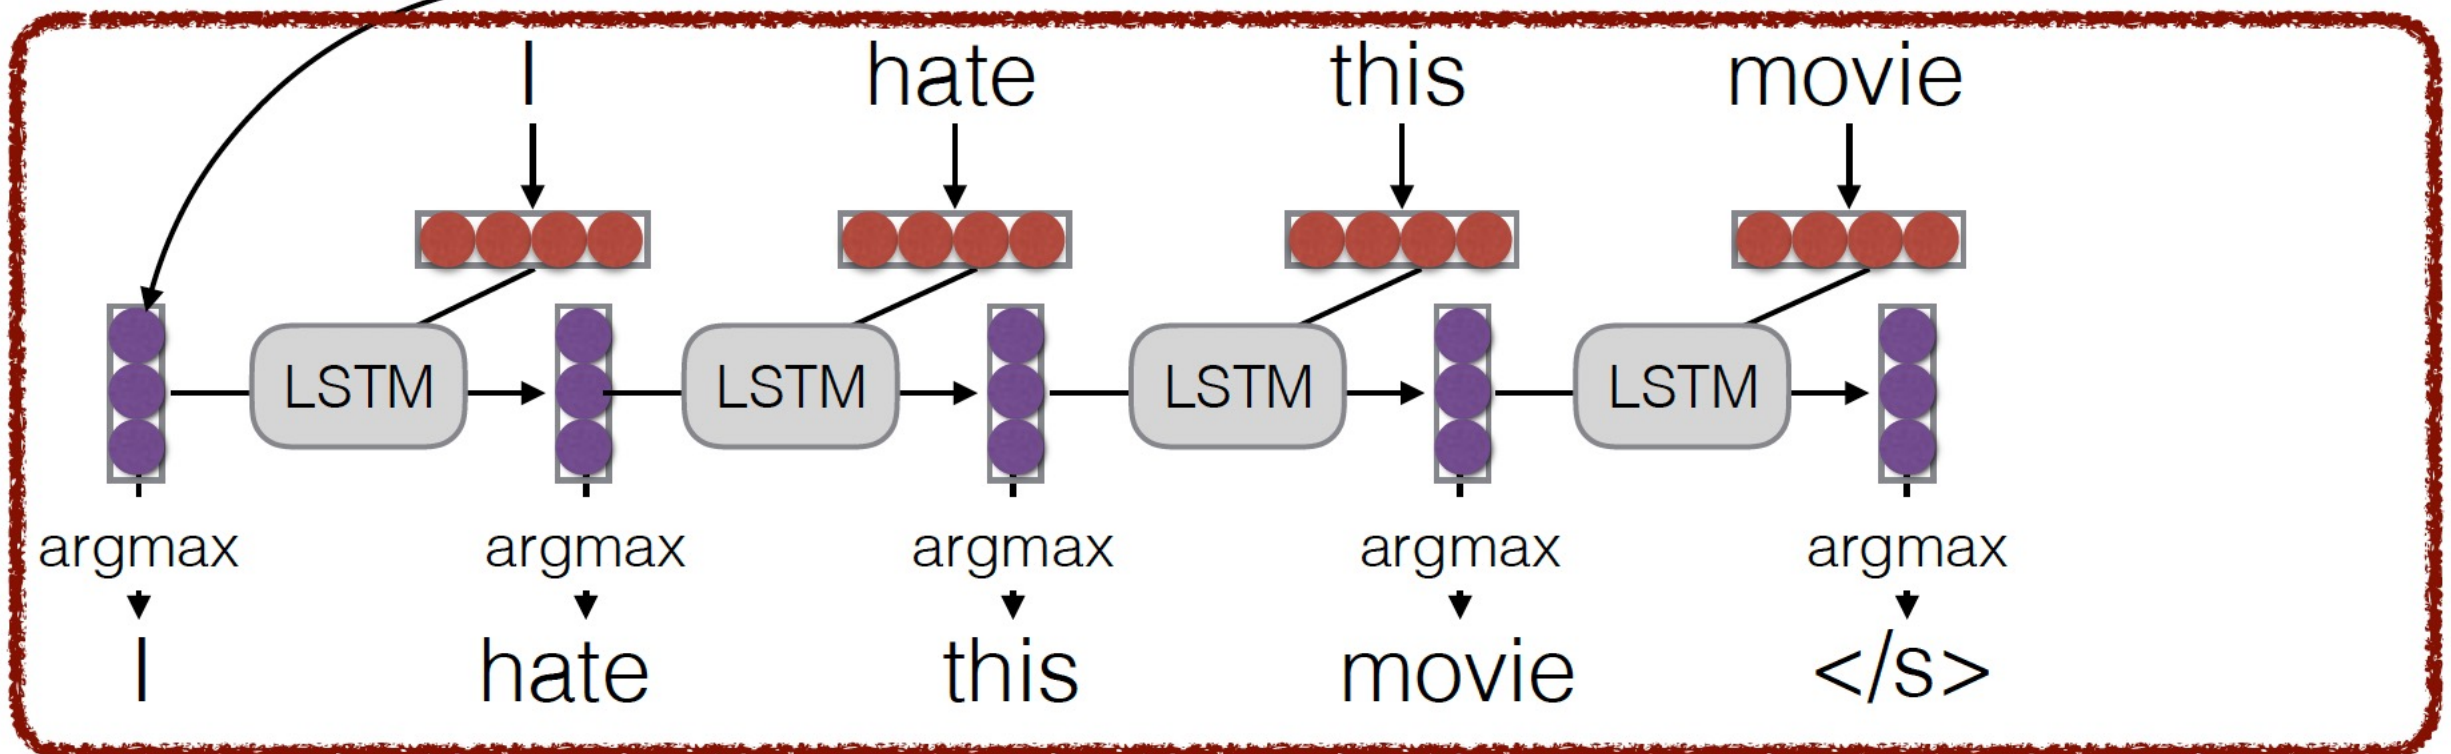 I hate this movie
LSTM LSTM LSTM LSTM
argmax argmax argmax argmax argmax
I hate this movie </s>